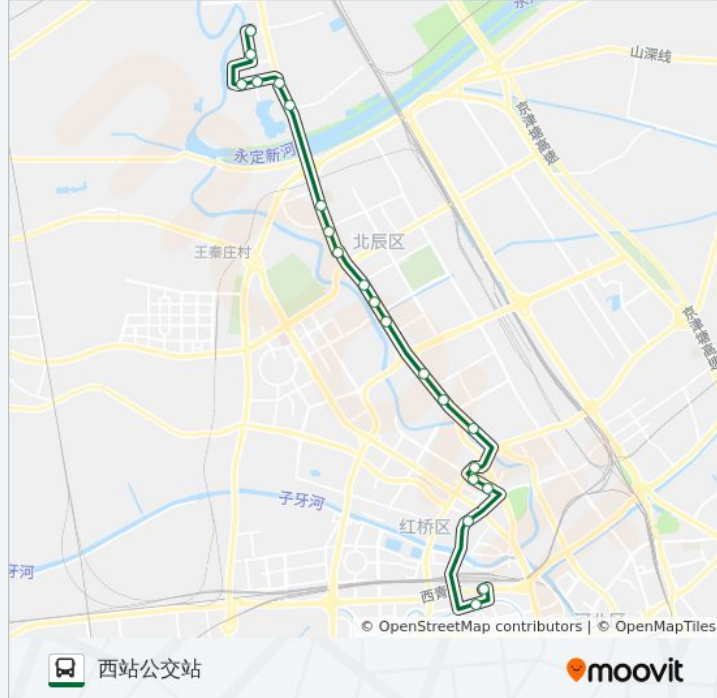 山深线
京津塘高速
永定新河
北辰区
王秦庄村
京津塘高速
子牙河
红桥区
牙河
西青
© OpenStreetMap contributors | © OpenMapTiles
西站公交站
moovit